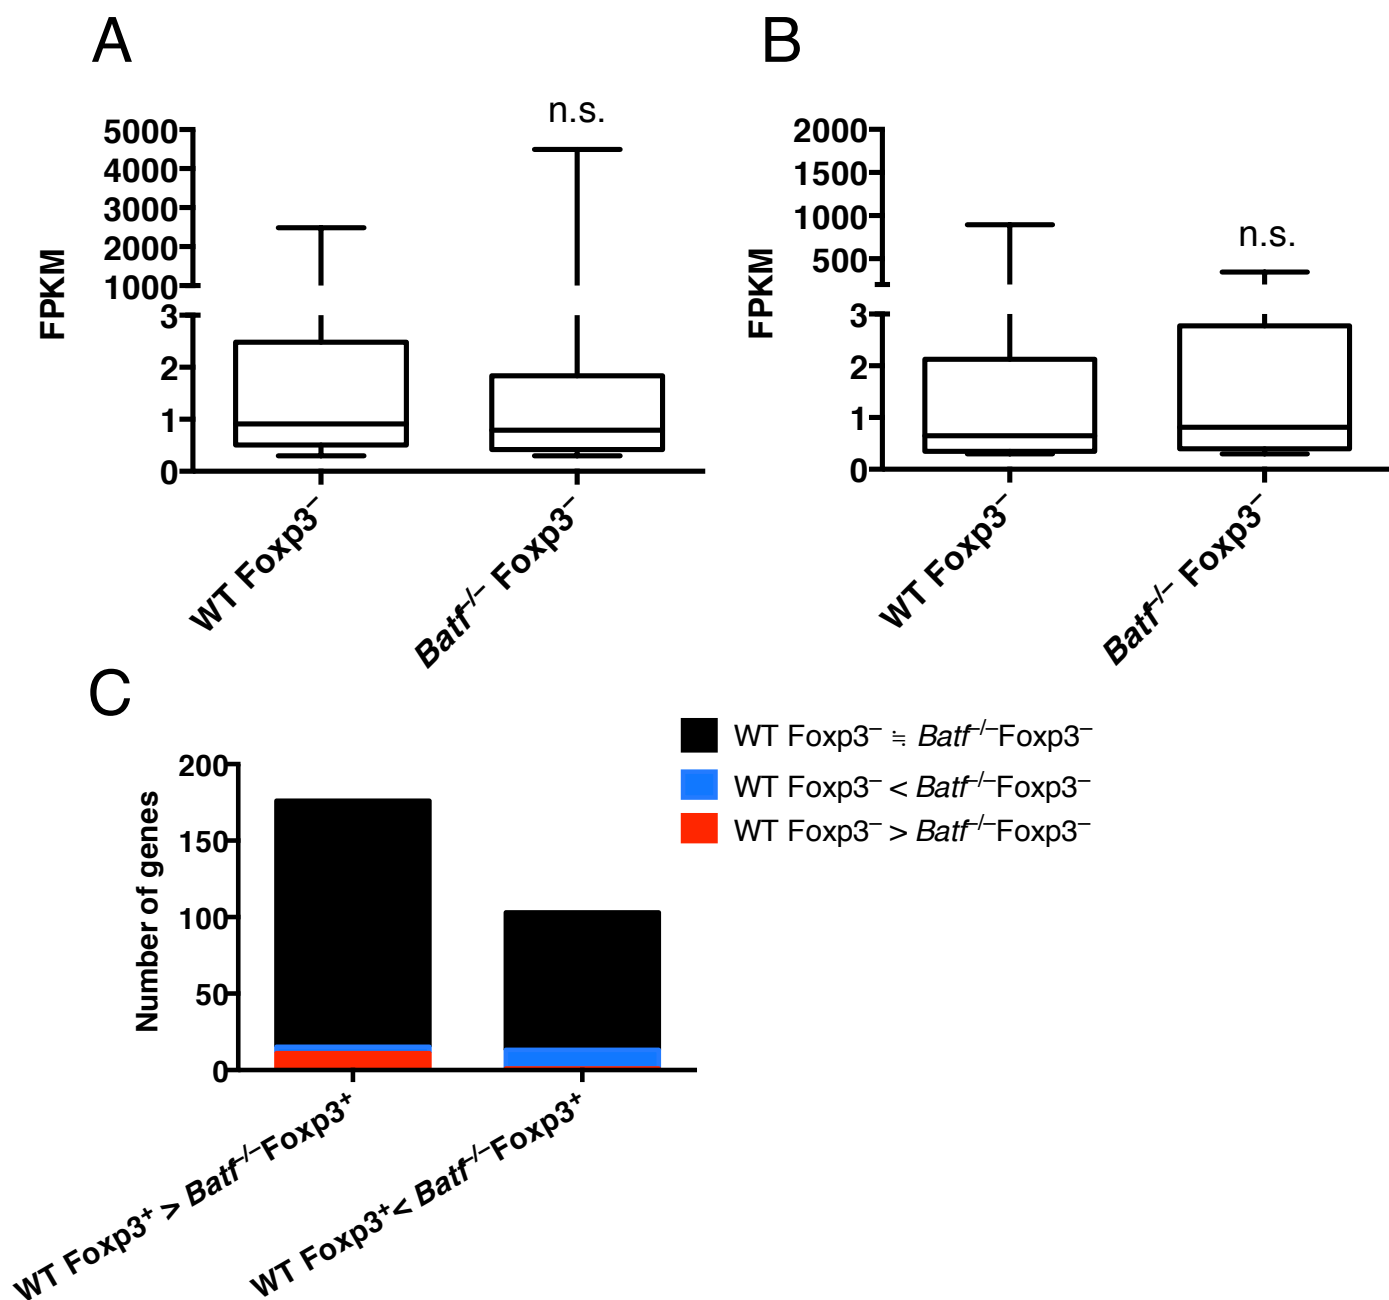 A
n.s.
5000
4000
3000
2000
1000
3
2
1
0
FPKM
WT Foxp3⁻
Batf⁻/⁻ Foxp3⁻
B
2000
1500
1000
500
n.s.
3
2
1
0
FPKM
WT Foxp3⁻
Batf⁻/⁻ Foxp3⁻
C
WT Foxp3⁻ ≒ Batf⁻/⁻Foxp3⁻
WT Foxp3⁻ < Batf⁻/⁻Foxp3⁻
WT Foxp3⁻ > Batf⁻/⁻Foxp3⁻
200
150
100
50
0
Number of genes
WT Foxp3⁺ > Batf⁻/⁻Foxp3⁺
WT Foxp3⁺< Batf⁻/⁻Foxp3⁺